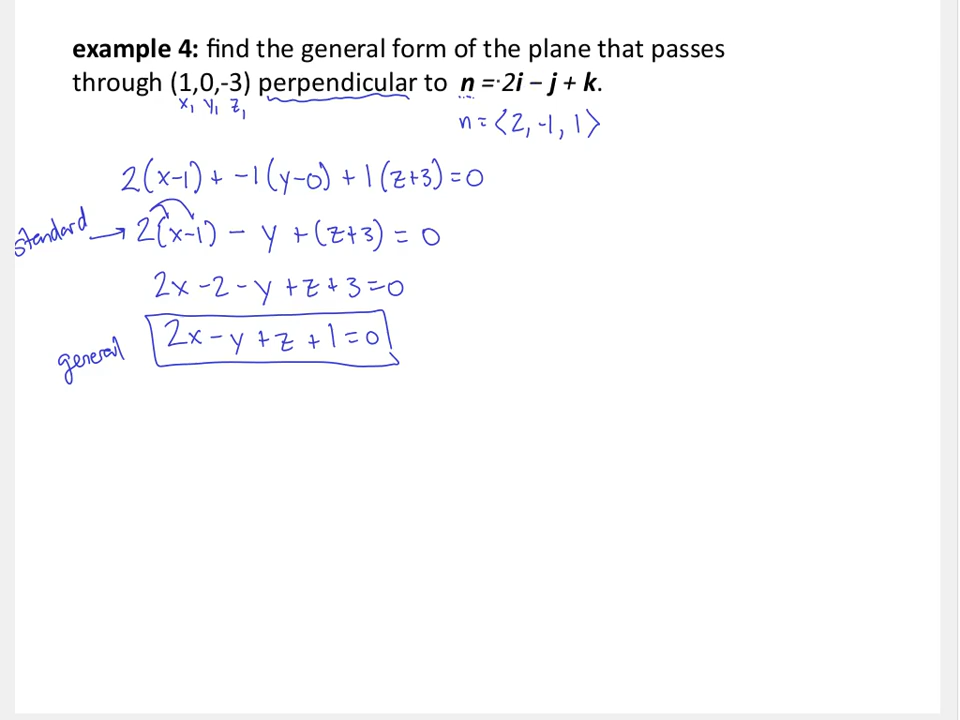 example 4: find the general form of the plane that passes
through (1,0,-3) perpendicular to n = 2i − j + k.
x₁ y₁ z₁
n = ⟨2, -1, 1⟩
2(x-1) + -1(y-0) + 1(z+3) = 0
standard → 2(x-1) - y + (z+3) = 0
2x - 2 - y + z + 3 = 0
general 2x - y + z + 1 = 0